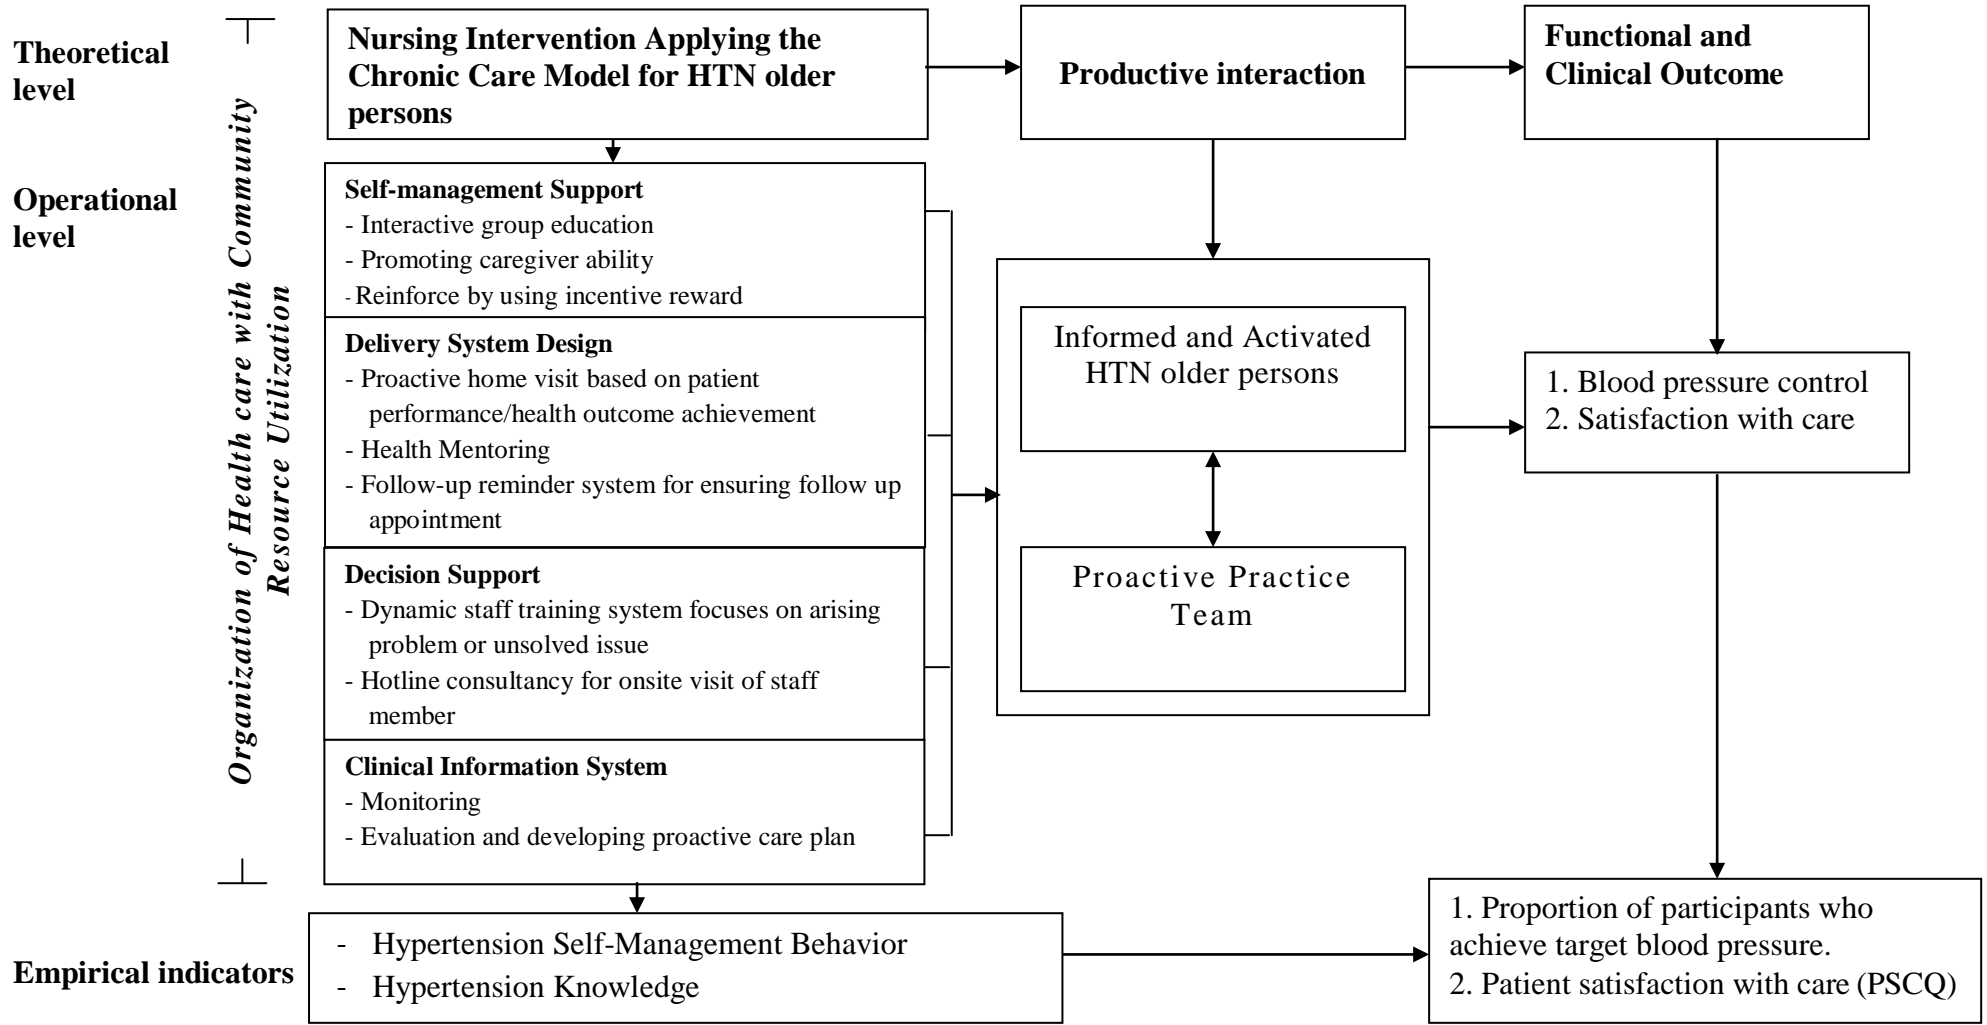 Theoretical
level
Organization of Health care with Community
Resource Utilization
Nursing Intervention Applying the
Chronic Care Model for HTN older
persons
Productive interaction
Functional and
Clinical Outcome
Operational
level
Self-management Support
- Interactive group education
- Promoting caregiver ability
- Reinforce by using incentive reward
Delivery System Design
- Proactive home visit based on patient
performance/health outcome achievement
- Health Mentoring
- Follow-up reminder system for ensuring follow up
appointment
Decision Support
- Dynamic staff training system focuses on arising
problem or unsolved issue
- Hotline consultancy for onsite visit of staff
member
Clinical Information System
- Monitoring
- Evaluation and developing proactive care plan
Informed and Activated
HTN older persons
Proactive Practice
Team
1. Blood pressure control
2. Satisfaction with care
Empirical indicators
- Hypertension Self-Management Behavior
- Hypertension Knowledge
1. Proportion of participants who
achieve target blood pressure.
2. Patient satisfaction with care (PSCQ)